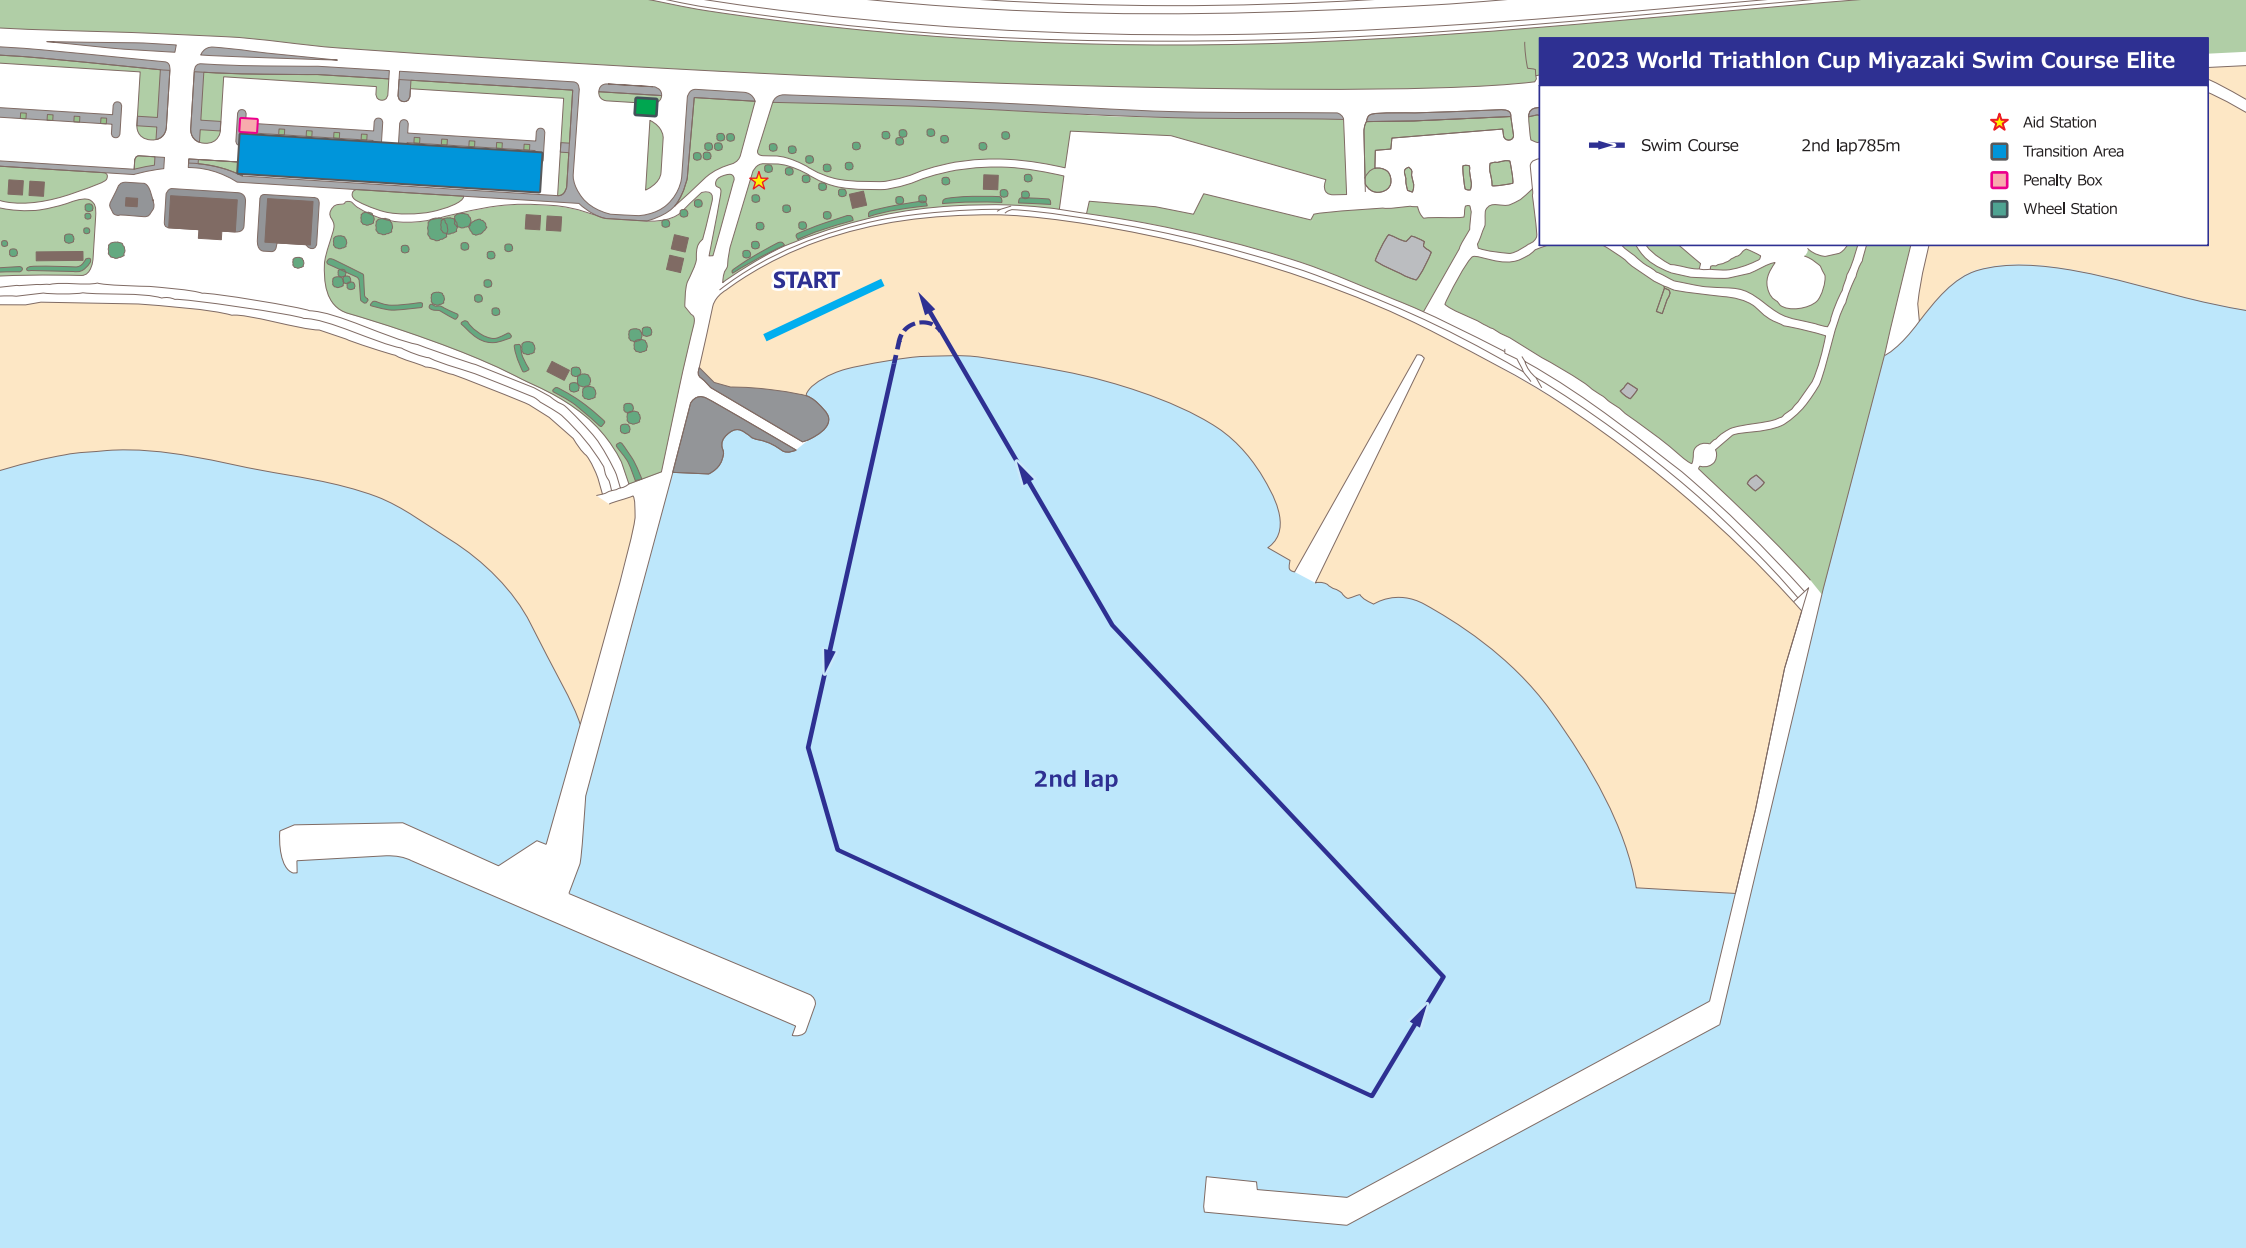 2023 World Triathlon Cup Miyazaki Swim Course Elite
Swim Course 2nd lap785m
Aid Station
Transition Area
Penalty Box
Wheel Station
START
2nd lap